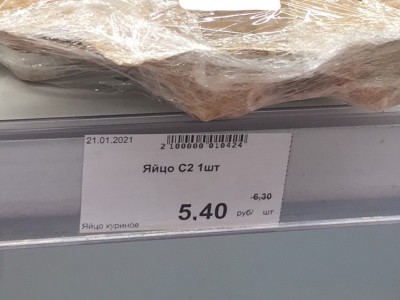 21.01.2021
2 100000 010424
Яйцо С2 1шт
6,30
5,40 руб/ шт
Яйцо куриное